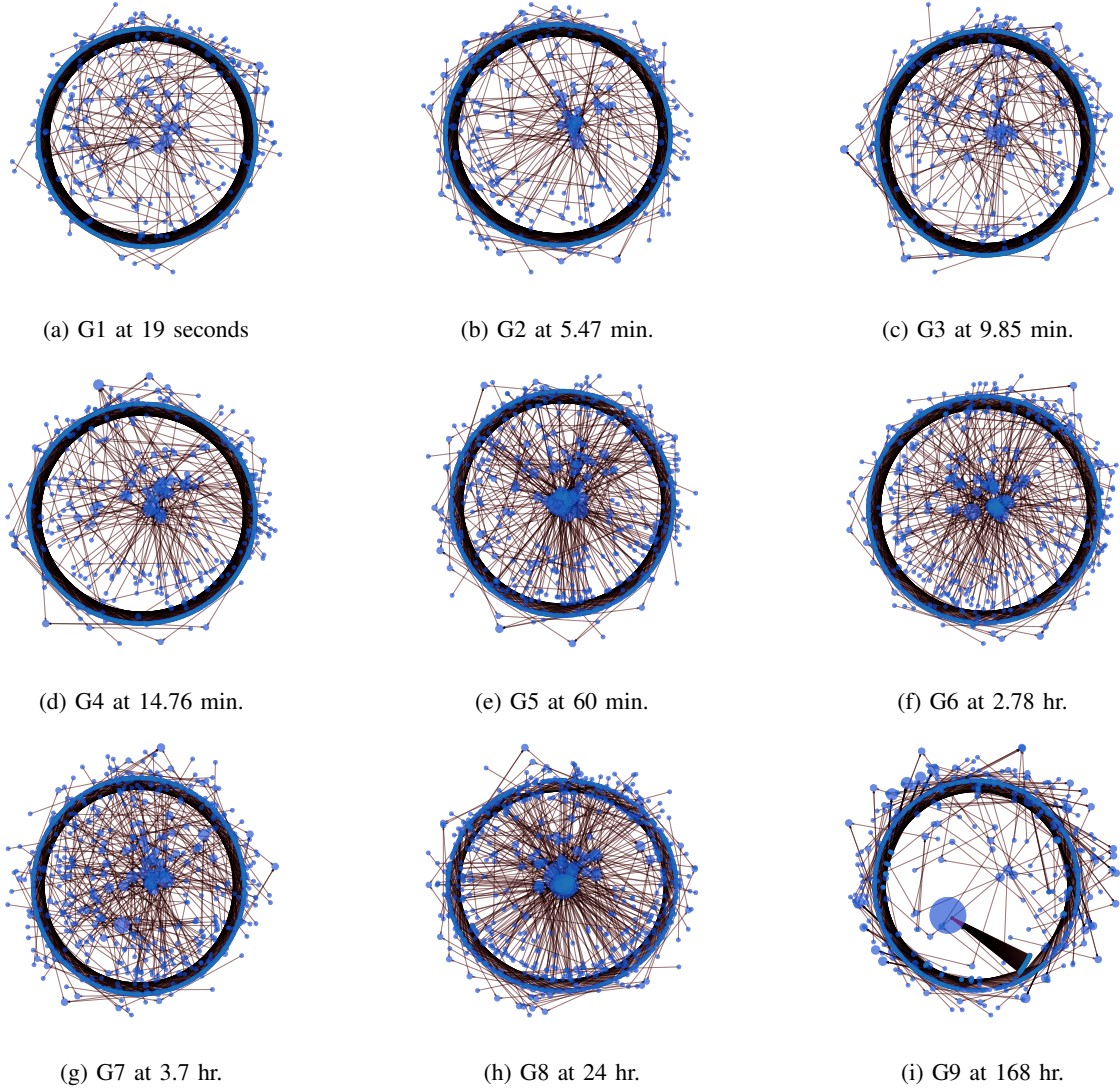 (a) G1 at 19 seconds
(b) G2 at 5.47 min.
(c) G3 at 9.85 min.
(d) G4 at 14.76 min.
(e) G5 at 60 min.
(f) G6 at 2.78 hr.
(g) G7 at 3.7 hr.
(h) G8 at 24 hr.
(i) G9 at 168 hr.